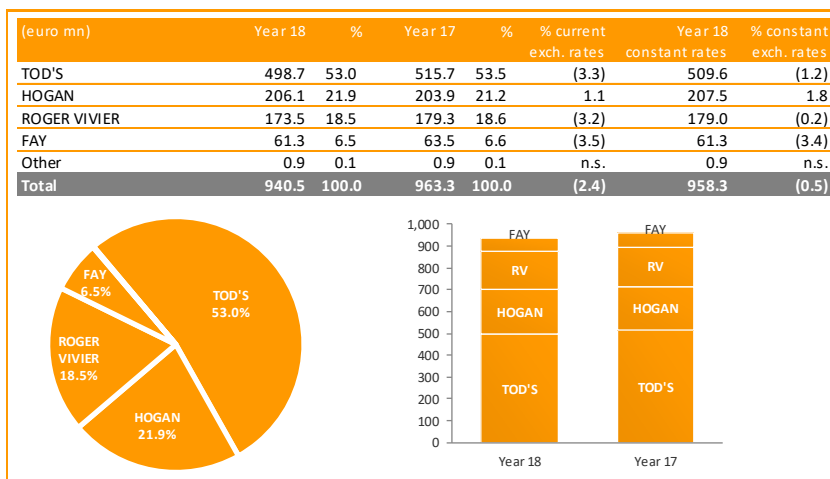 (euro mn) Year 18 % Year 17 % % current exch. rates Year 18 constant rates % constant exch. rates
TOD'S 498.7 53.0 515.7 53.5 (3.3) 509.6 (1.2)
HOGAN 206.1 21.9 203.9 21.2 1.1 207.5 1.8
ROGER VIVIER 173.5 18.5 179.3 18.6 (3.2) 179.0 (0.2)
FAY 61.3 6.5 63.5 6.6 (3.5) 61.3 (3.4)
Other 0.9 0.1 0.9 0.1 n.s. 0.9 n.s.
Total 940.5 100.0 963.3 100.0 (2.4) 958.3 (0.5)
FAY
6.5%
TOD'S
53.0%
ROGER
VIVIER
18.5%
HOGAN
21.9%
1,000
900
800
700
600
500
400
300
200
100
0
FAY
RV
HOGAN
TOD'S
FAY
RV
HOGAN
TOD'S
Year 18
Year 17